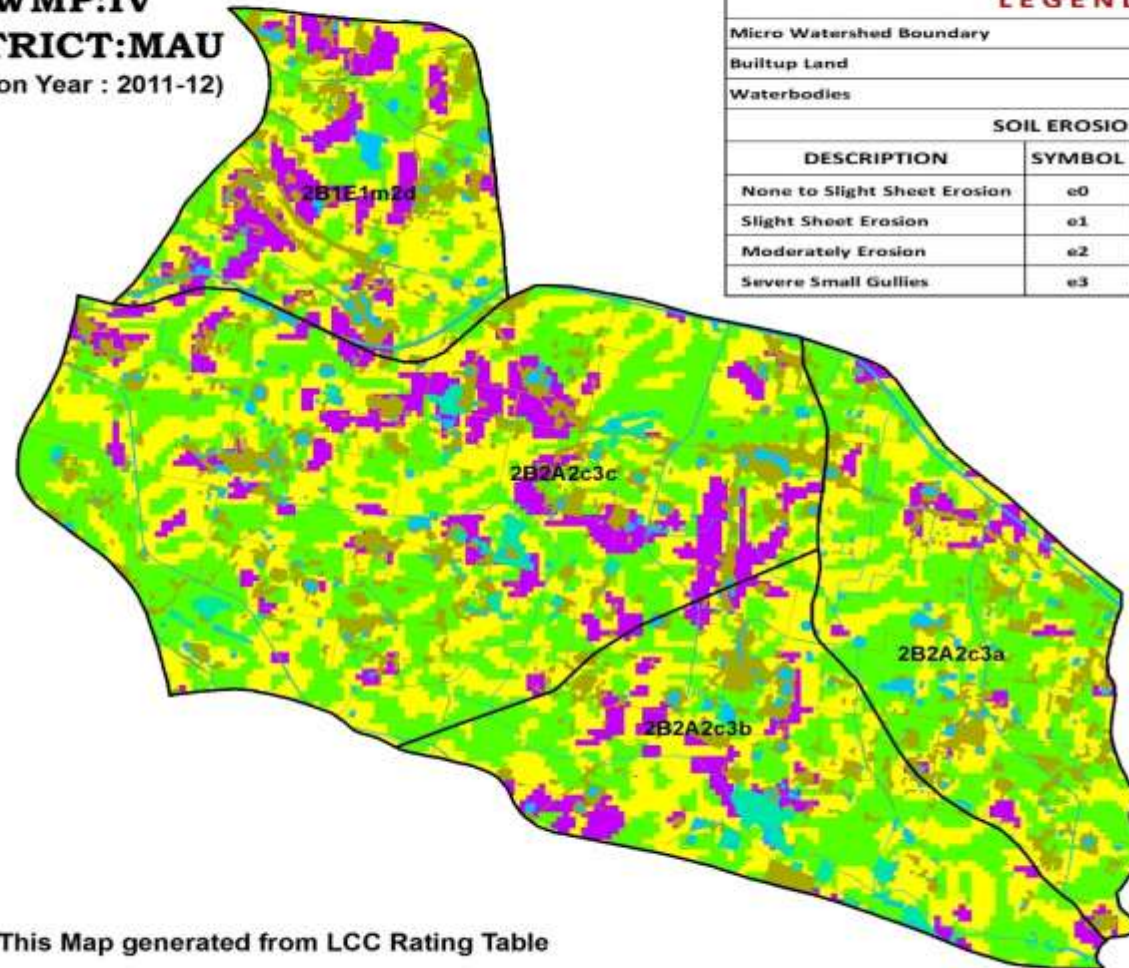 WMP:IV
TRICT:MAU
on Year : 2011-12)
LEGEN
Micro Watershed Boundary
Builtup Land
Waterbodies
SOIL EROSIO
DESCRIPTION SYMBOL
None to Slight Sheet Erosion e0
Slight Sheet Erosion e1
Moderately Erosion e2
Severe Small Gullies e3
2B1E1m2d
2B2A2c3c
2B2A2c3a
2B2A2c3b
This Map generated from LCC Rating Table